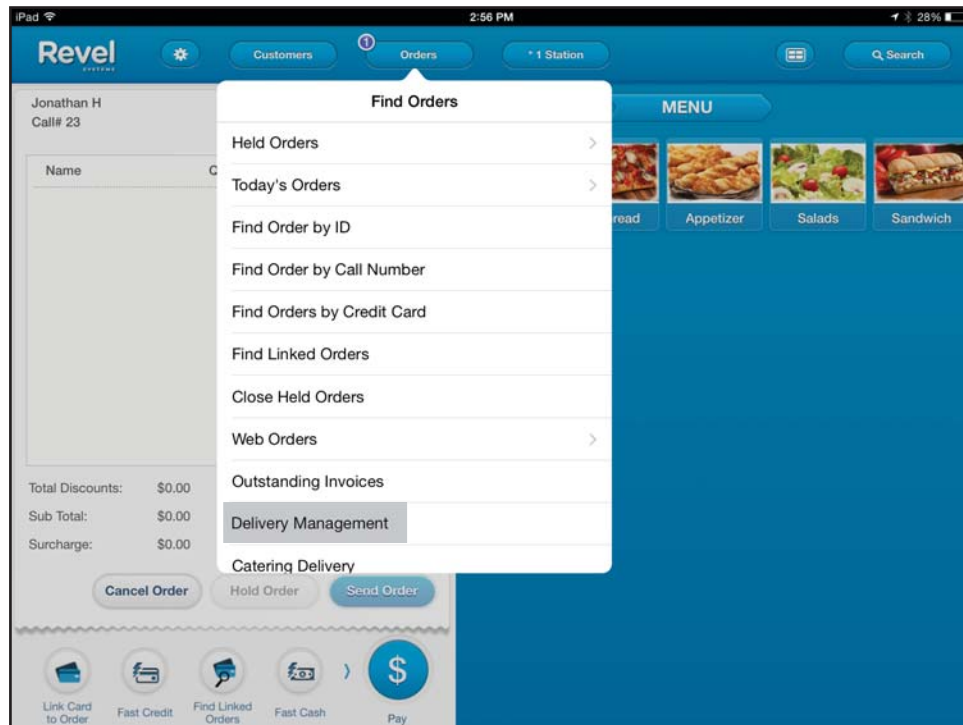 iPad
2:56 PM
28%
Revel
SYSTEMS
Customers
1
Orders
* 1 Station
Search
Jonathan H
Call# 23
Find Orders
MENU
Held Orders
Name
Today's Orders
Appetizer
Salads
Sandwich
Find Order by ID
Find Order by Call Number
Find Orders by Credit Card
Find Linked Orders
Close Held Orders
Web Orders
Outstanding Invoices
Delivery Management
Catering Delivery
Total Discounts: $0.00
Sub Total: $0.00
Surcharge: $0.00
Cancel Order
Hold Order
Send Order
$
Link Card
to Order
Fast Credit
Find Linked
Orders
Fast Cash
Pay